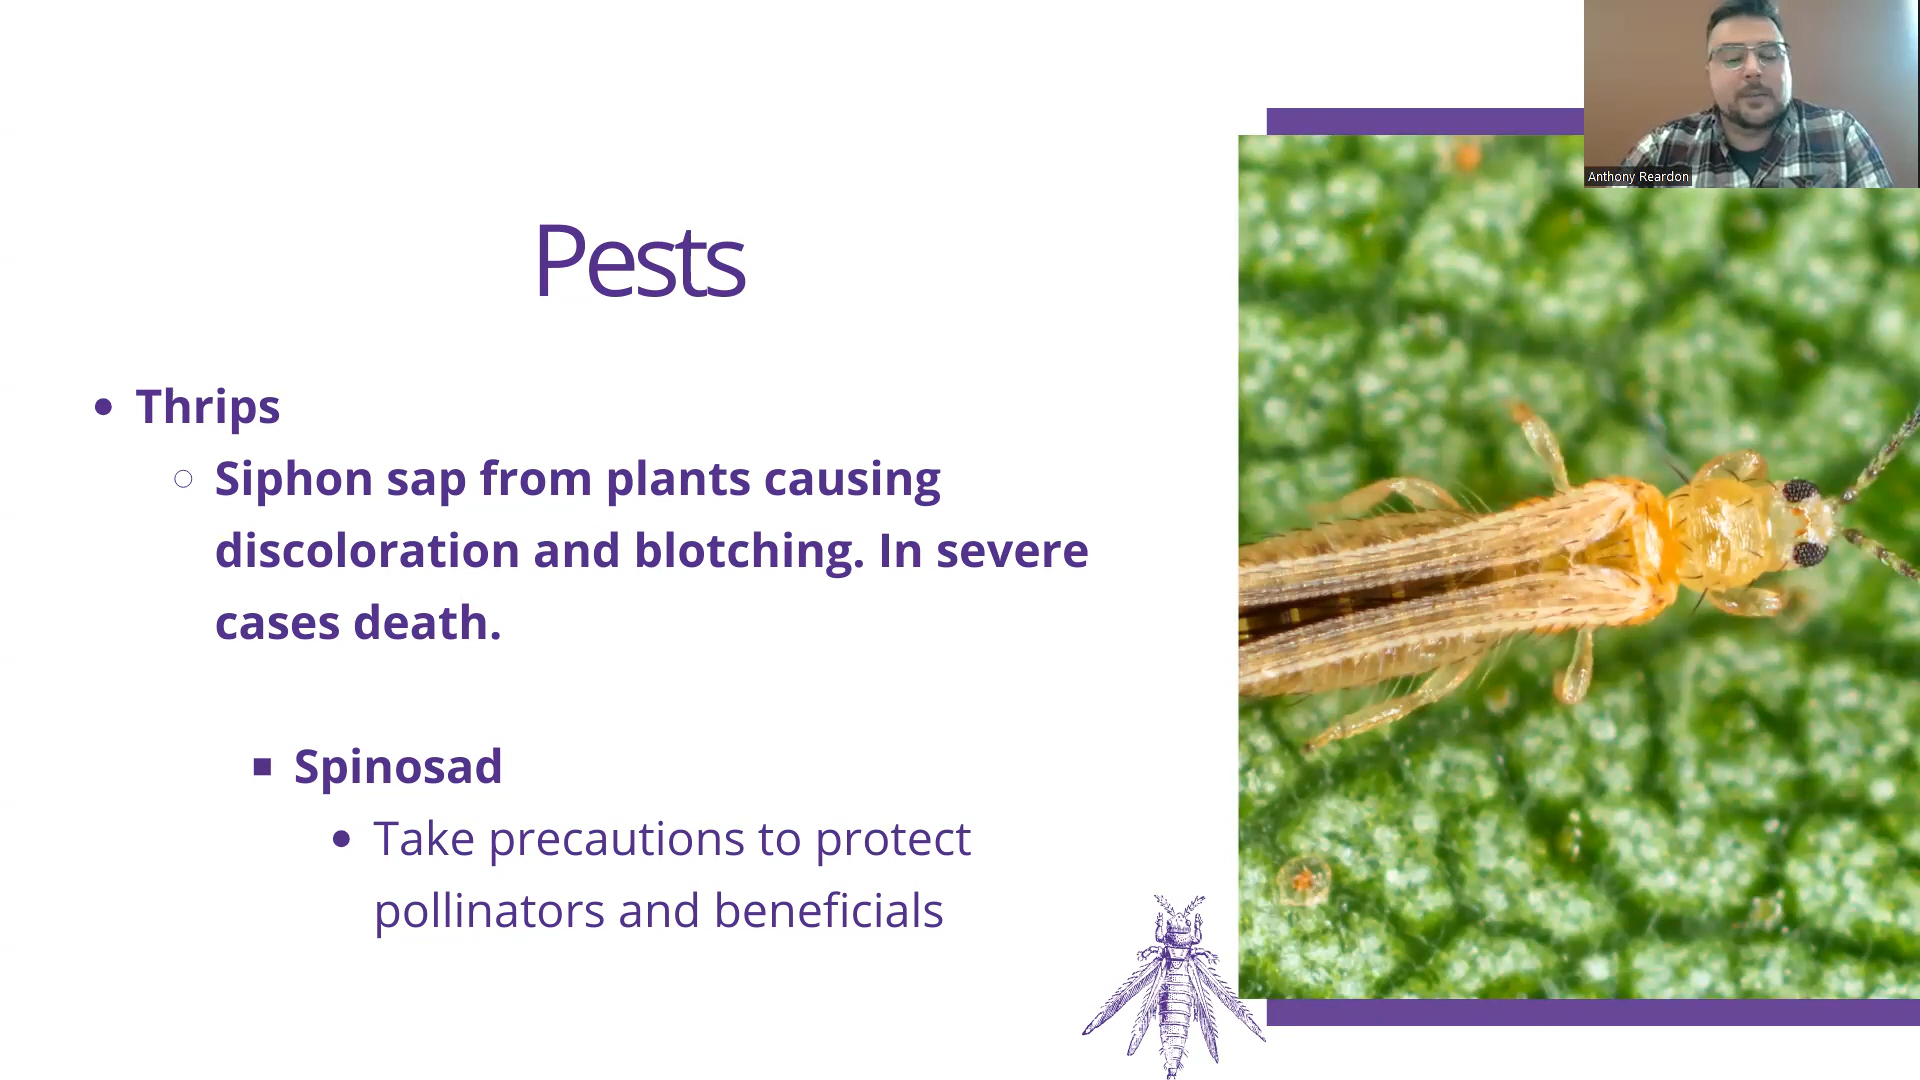 Anthony Reardon
Pests
Thrips
Siphon sap from plants causing
discoloration and blotching. In severe
cases death.
Spinosad
Take precautions to protect
pollinators and beneficials